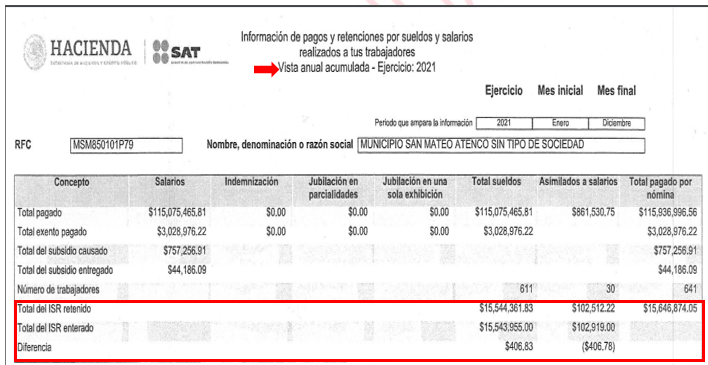 HACIENDA
SAT
Información de pagos y retenciones por sueldos y salarios
realizados a tus trabajadores
Vista anual acumulada - Ejercicio: 2021
Ejercicio Mes inicial Mes final
Periodo que ampara la información 2021 Enero Diciembre
RFC MSM850101P79 Nombre, denominación o razón social MUNICIPIO SAN MATEO ATENCO SIN TIPO DE SOCIEDAD
Concepto Salarios Indemnización Jubilación en parcialidades Jubilación en una sola exhibición Total sueldos Asimilados a salarios Total pagado por nómina
Total pagado $115,075,465.81 $0.00 $0.00 $0.00 $115,075,465.81 $861,530.75 $115,936,996.56
Total exento pagado $3,028,976.22 $0.00 $0.00 $0.00 $3,028,976.22 $3,028,976.22
Total del subsidio causado $757,256.91 $757,256.91
Total del subsidio entregado $44,186.09 $44,186.09
Número de trabajadores 611 30 641
Total del ISR retenido $15,544,361.83 $102,512.22 $15,646,874.05
Total del ISR enterado $15,543,955.00 $102,919.00
Diferencia $406.83 ($406.78)